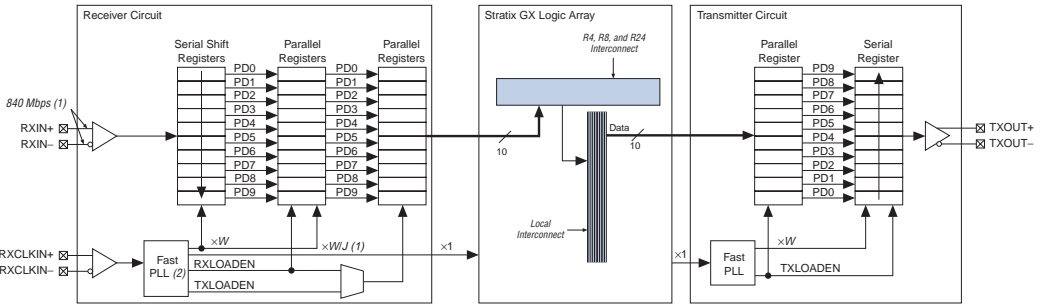 Receiver Circuit
Stratix GX Logic Array
Transmitter Circuit
Serial Shift
Registers
Parallel
Registers
Parallel
Registers
R4, R8, and R24
Interconnect
Parallel
Register
Serial
Register
PD0 PD0 PD9
PD1 PD1 PD8
PD2 PD2 PD7
PD3 PD3 PD6
PD4 PD4 PD5
PD5 PD5 PD4
PD6 PD6 PD3
PD7 PD7 PD2
PD8 PD8 PD1
PD9 PD9 PD0
840 Mbps (1)
RXIN+
RXIN–
10
Data
10
TXOUT+
TXOUT–
Local
Interconnect
×W
×W/J (1)
×1
×1
×W
RXCLKIN+
RXCLKIN–
Fast
PLL (2)
RXLOADEN
TXLOADEN
Fast
PLL
TXLOADEN